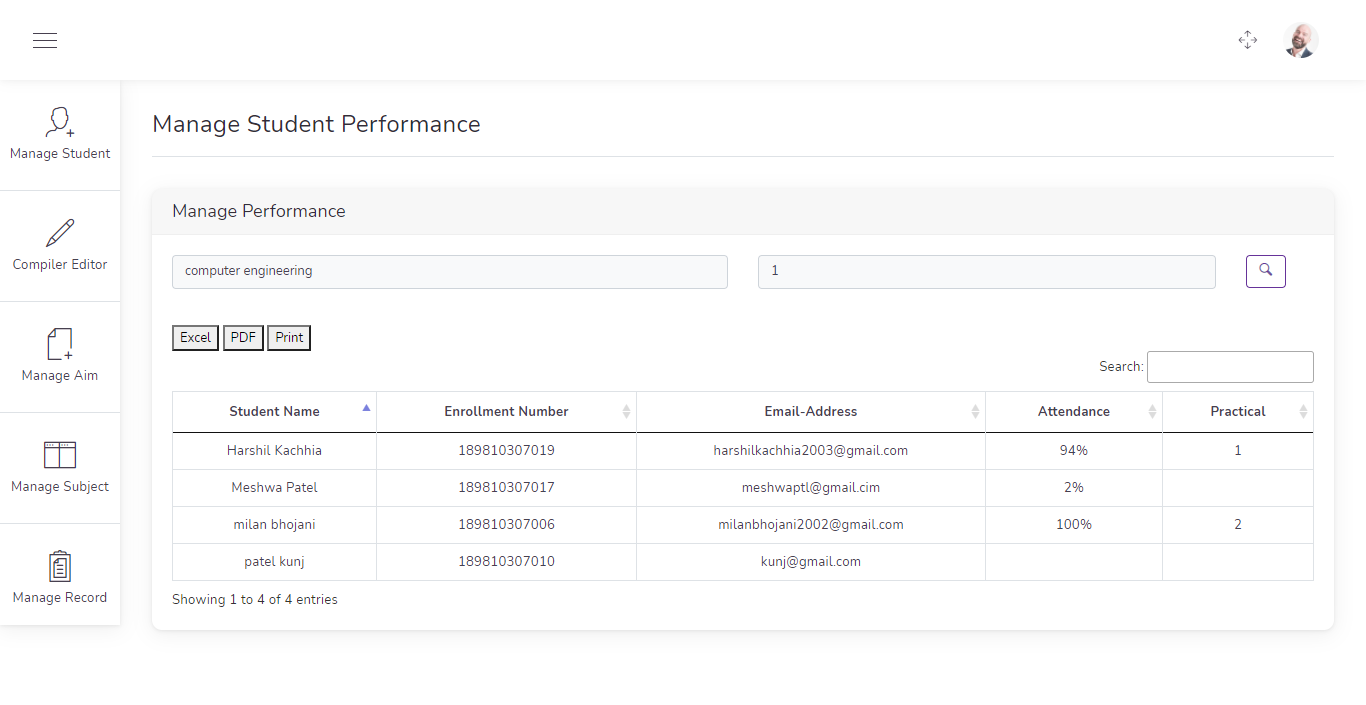 Manage Student
Compiler Editor
Manage Aim
Manage Subject
Manage Record
Manage Student Performance
Manage Performance
computer engineering 1
Excel PDF Print
Search:
Student Name Enrollment Number Email-Address Attendance Practical
Harshil Kachhia 189810307019 harshilkachhia2003@gmail.com 94% 1
Meshwa Patel 189810307017 meshwaptl@gmail.cim 2%
milan bhojani 189810307006 milanbhojani2002@gmail.com 100% 2
patel kunj 189810307010 kunj@gmail.com
Showing 1 to 4 of 4 entries